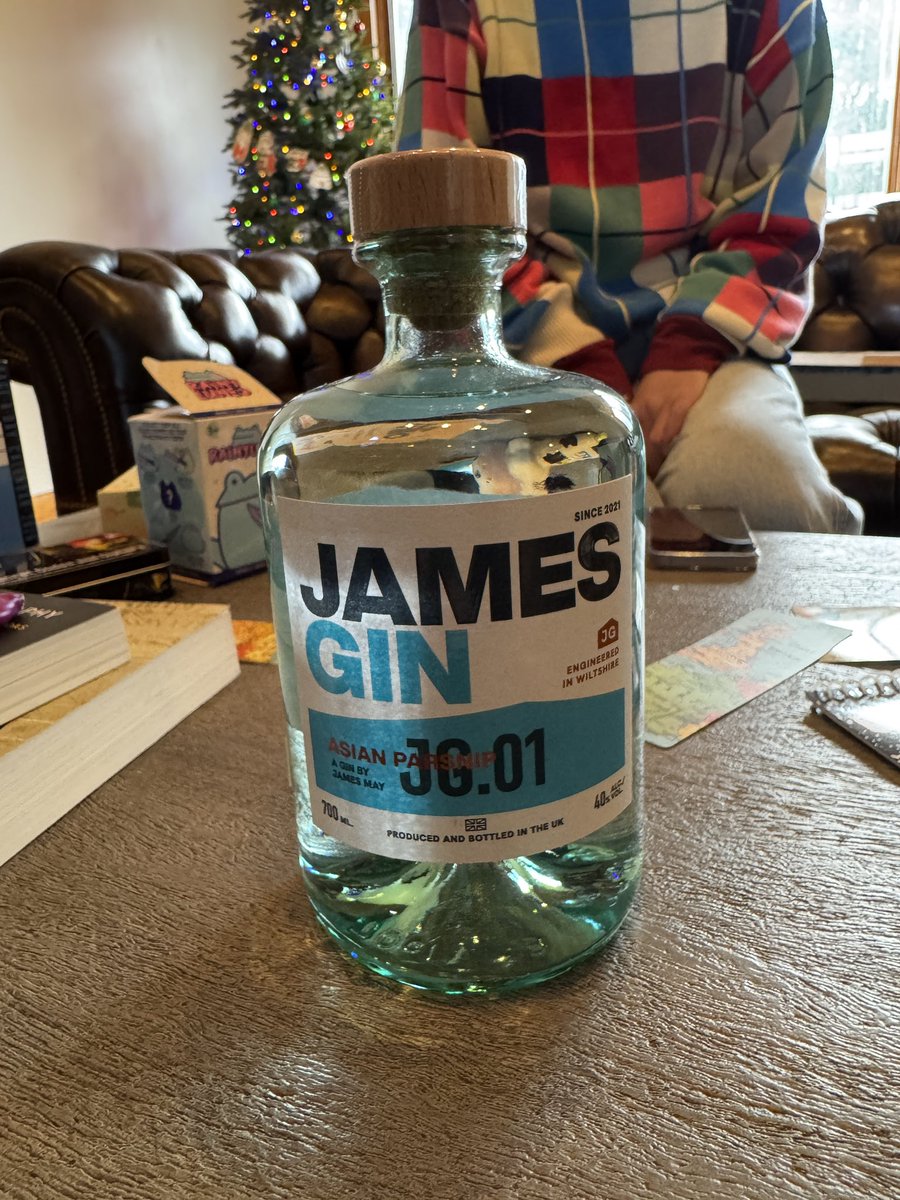 SINCE 2021
JAMES
GIN
JG
ENGINEERED
IN WILTSHIRE
ASIAN PARSNIP
JG.01
A GIN BY
JAMES MAY
700 ML
40% ALC./
VOL.
PRODUCED AND BOTTLED IN THE UK